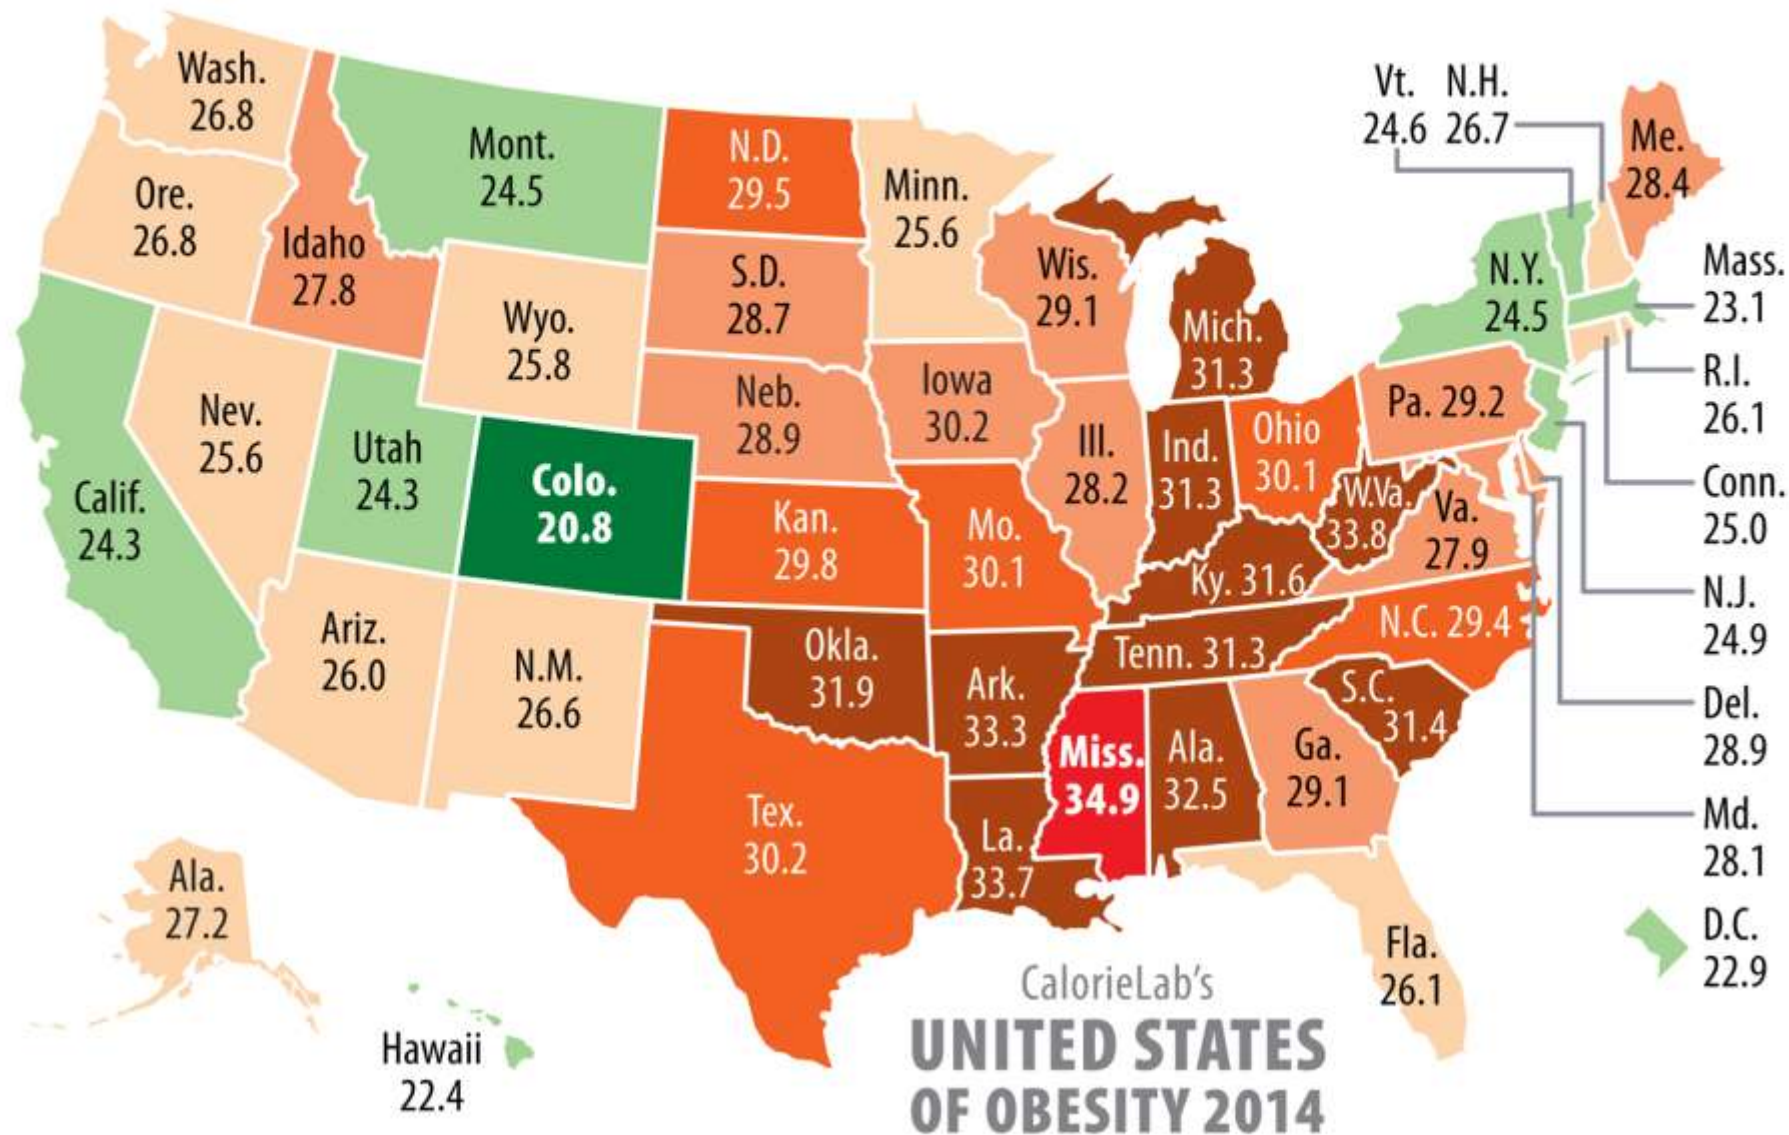 Wash.
26.8
Ore.
26.8
Idaho
27.8
Mont.
24.5
N.D.
29.5
Minn.
25.6
S.D.
28.7
Wis.
29.1
Mich.
31.3
Vt.
24.6
N.H.
26.7
Me.
28.4
N.Y.
24.5
Mass.
23.1
R.I.
26.1
Conn.
25.0
N.J.
24.9
Del.
28.9
Md.
28.1
D.C.
22.9
Calif.
24.3
Nev.
25.6
Utah
24.3
Wyo.
25.8
Colo.
20.8
Neb.
28.9
Iowa
30.2
Ill.
28.2
Ind.
31.3
Ohio
30.1
Pa. 29.2
W.Va.
33.8
Va.
27.9
Kan.
29.8
Mo.
30.1
Ky. 31.6
Tenn. 31.3
N.C. 29.4
S.C.
31.4
Ariz.
26.0
N.M.
26.6
Okla.
31.9
Ark.
33.3
Tex.
30.2
La.
33.7
Miss.
34.9
Ala.
32.5
Ga.
29.1
Fla.
26.1
Ala.
27.2
Hawaii
22.4
CalorieLab's
UNITED STATES
OF OBESITY 2014